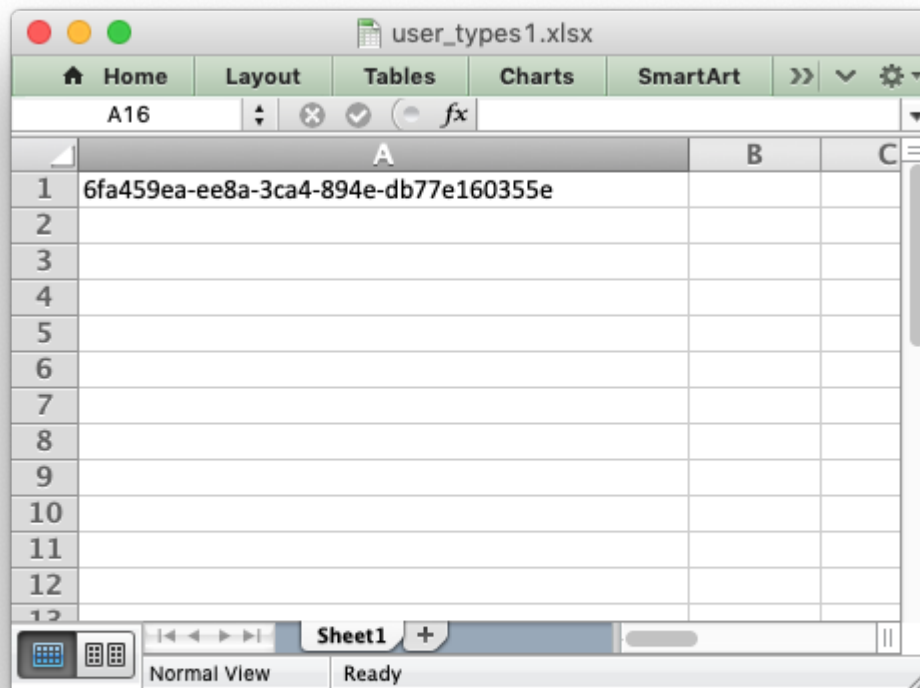 user_types1.xlsx
Home Layout Tables Charts SmartArt
A16 fx
A B C
1 6fa459ea-ee8a-3ca4-894e-db77e160355e
2
3
4
5
6
7
8
9
10
11
12
13
Sheet1 +
Normal View Ready